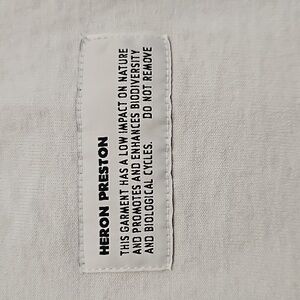 HERON PRESTON
THIS GARMENT HAS A LOW IMPACT ON NATURE
AND PROMOTES AND ENHANCES BIODIVERSITY
AND BIOLOGICAL CYCLES. DO NOT REMOVE